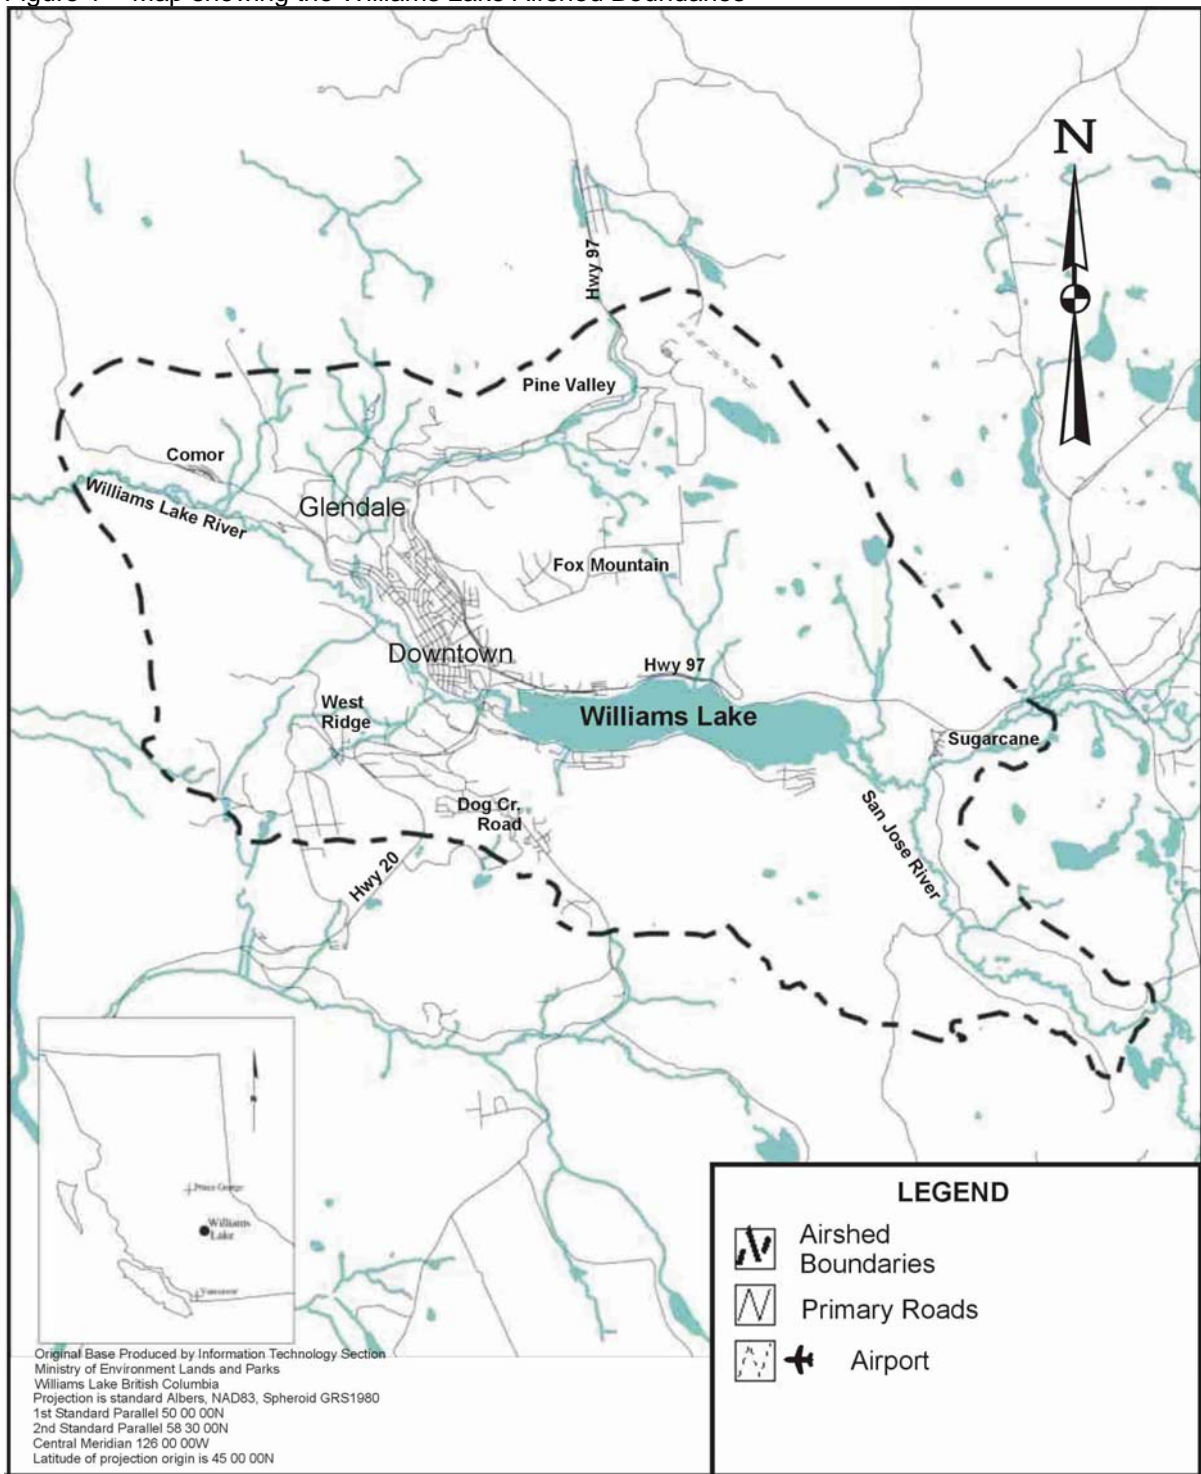 Figure 1 – Map showing the Williams Lake Airshed Boundaries
N
Hwy 97
Pine Valley
Comor
Williams Lake River
Glendale
Fox Mountain
Downtown
Hwy 97
West
Ridge
Williams Lake
Sugarcane
Dog Cr.
Road
San Jose River
Hwy 20
N
Prince George
Williams
Lake
Vancouver
LEGEND
Airshed
Boundaries
Primary Roads
Airport
Original Base Produced by Information Technology Section
Ministry of Environment Lands and Parks
Williams Lake British Columbia
Projection is standard Albers, NAD83, Spheroid GRS1980
1st Standard Parallel 50 00 00N
2nd Standard Parallel 58 30 00N
Central Meridian 126 00 00W
Latitude of projection origin is 45 00 00N